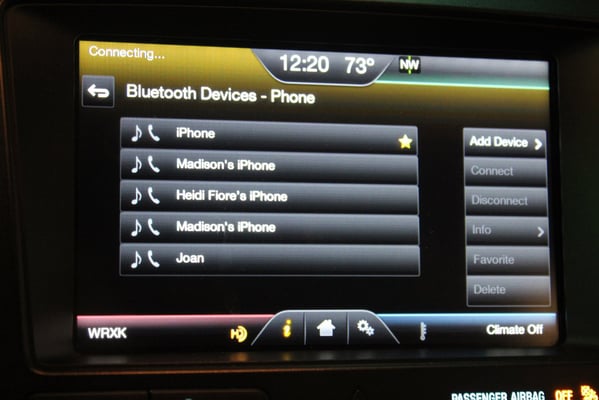 Connecting...
12:20 73° NW
Bluetooth Devices - Phone
iPhone
Madison's iPhone
Heidi Fiore's iPhone
Madison's iPhone
Joan
Add Device
Connect
Disconnect
Info
Favorite
Delete
WRXK
Climate Off
PASSENGER AIRBAG OFF